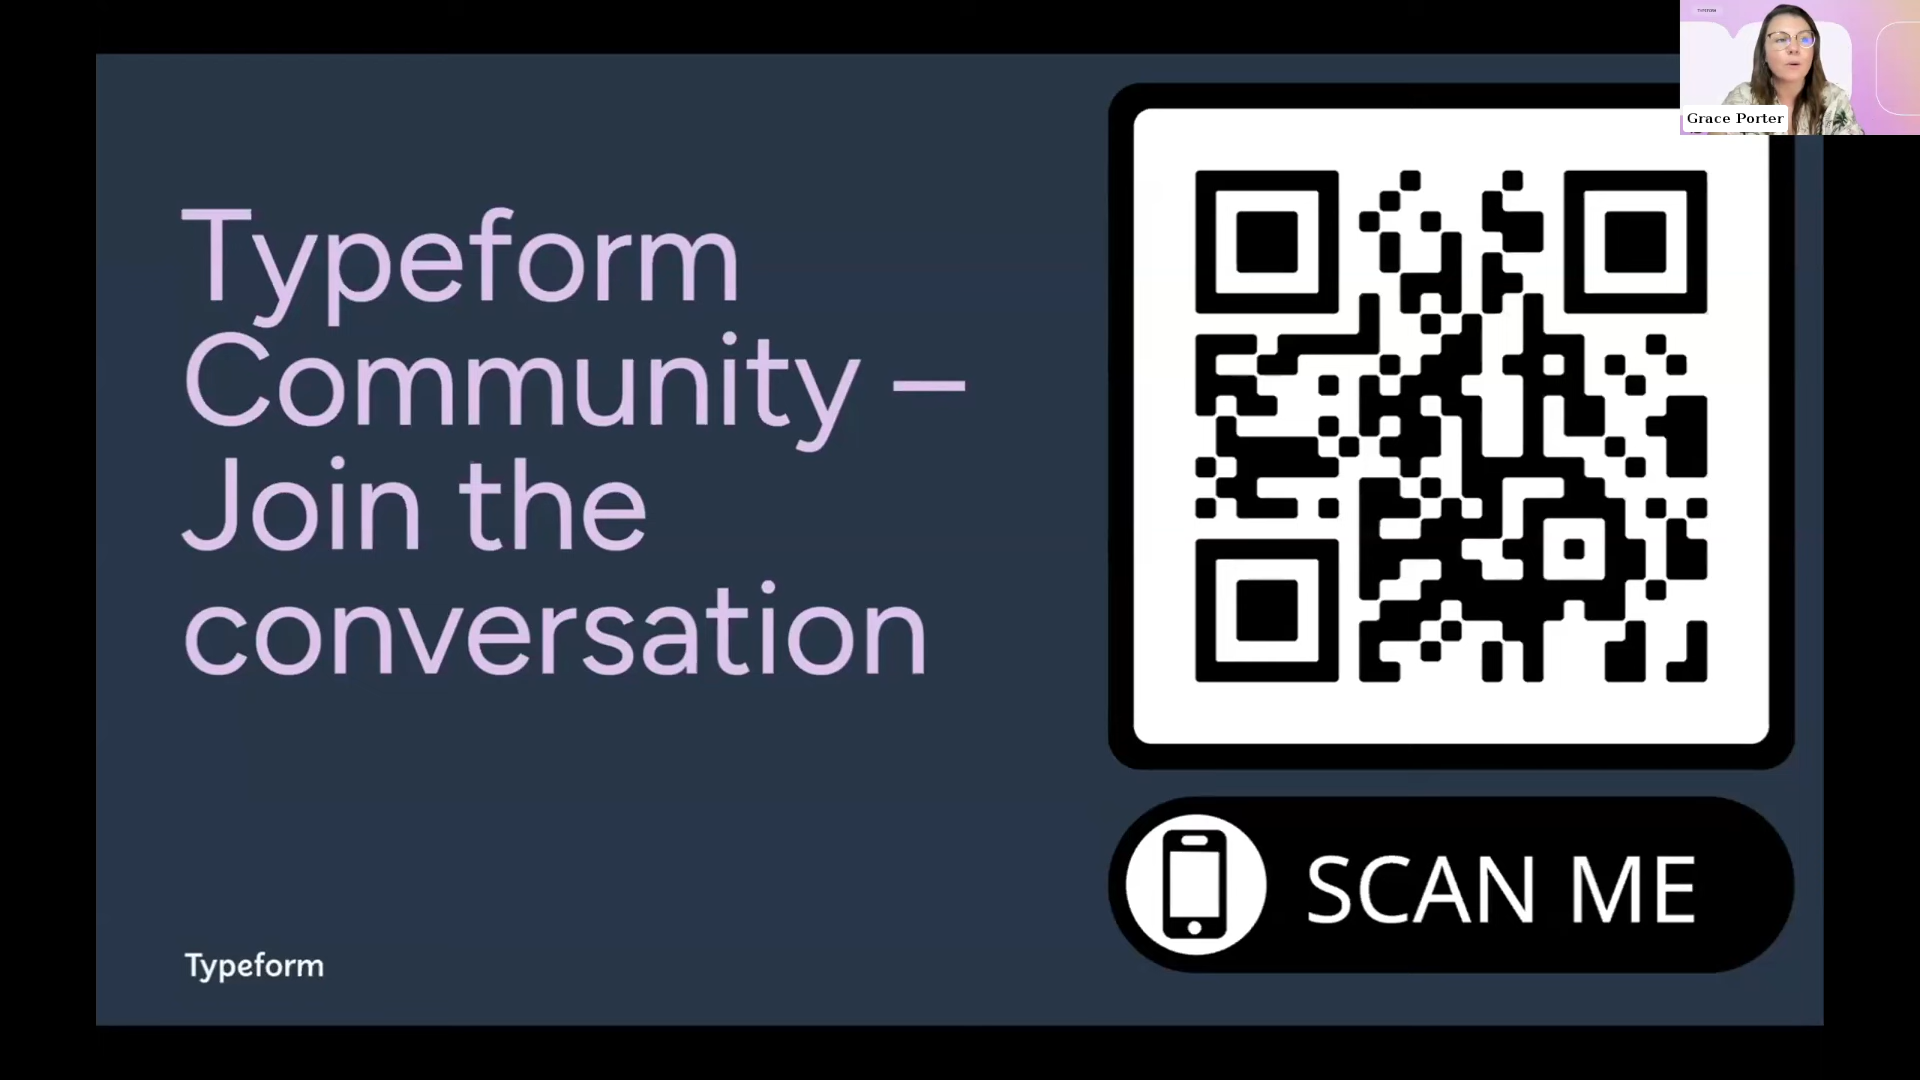 Typeform
Community –
Join the
conversation
SCAN ME
Typeform
Grace Porter